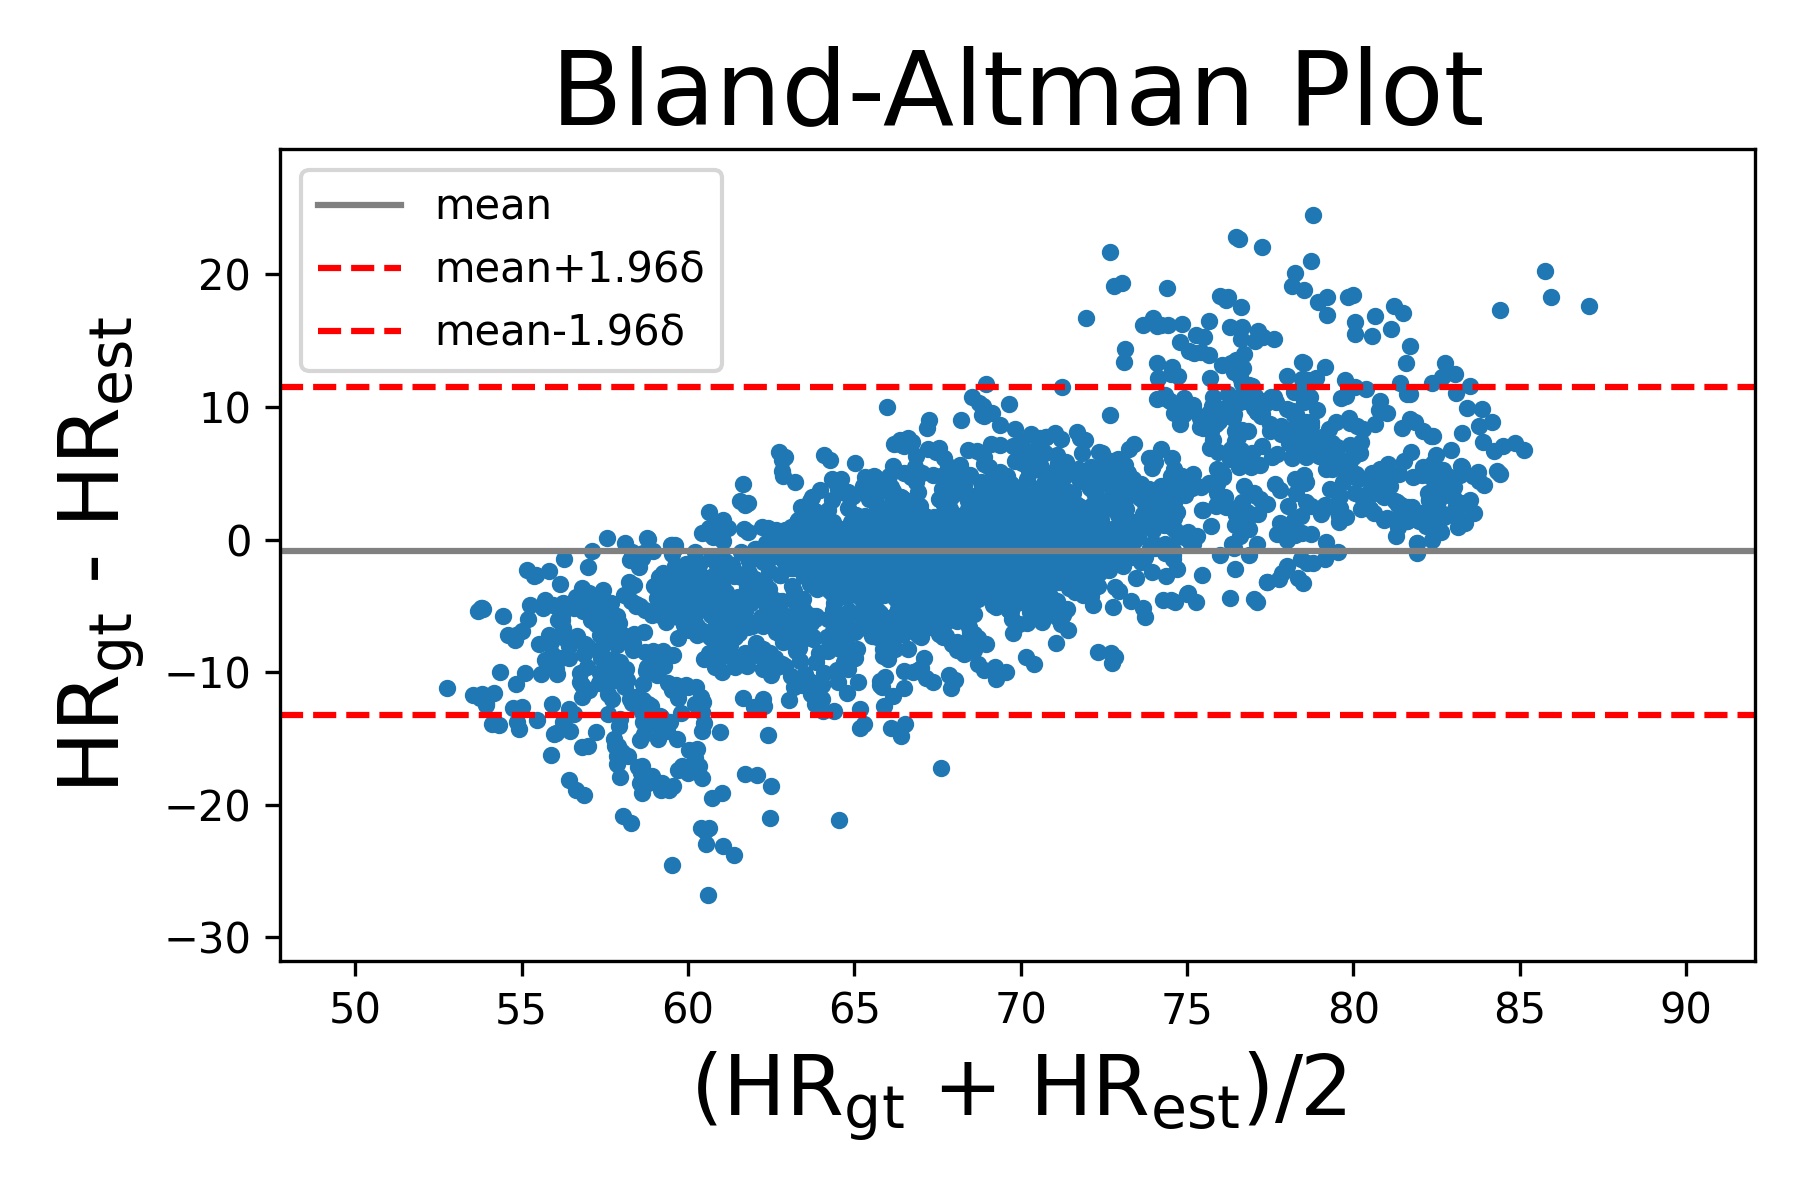 Bland-Altman Plot
mean
mean+1.96δ
mean-1.96δ
HRgt - HRest
20
10
0
−10
−20
−30
50 55 60 65 70 75 80 85 90
(HRgt + HRest)/2